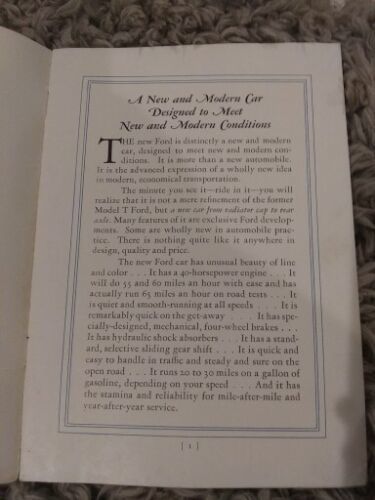 A New and Modern Car
Designed to Meet
New and Modern Conditions
THE new Ford is distinctly a new and modern
car, designed to meet new and modern con-
ditions. It is more than a new automobile.
It is the advanced expression of a wholly new idea
in modern, economical transportation.
The minute you see it—ride in it—you will
realize that it is not a mere refinement of the former
Model T Ford, but a new car from radiator cap to rear
axle. Many features of it are exclusive Ford develop-
ments. Some are wholly new in automobile prac-
tice. There is nothing quite like it anywhere in
design, quality and price.
The new Ford car has unusual beauty of line
and color . . . It has a 40-horsepower engine . . . It
will do 55 and 60 miles an hour with ease and has
actually run 65 miles an hour on road tests . . . It
is quiet and smooth-running at all speeds . . . It is
remarkably quick on the get-away . . . It has spe-
cially-designed, mechanical, four-wheel brakes . . .
It has hydraulic shock absorbers . . . It has a stand-
ard, selective sliding gear shift . . . It is quick and
easy to handle in traffic and steady and sure on the
open road . . . It runs 20 to 30 miles on a gallon of
gasoline, depending on your speed . . . And it has
the stamina and reliability for mile-after-mile and
year-after-year service.
[ 1 ]